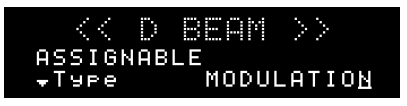 << D BEAM >>
ASSIGNABLE
Type MODULATION